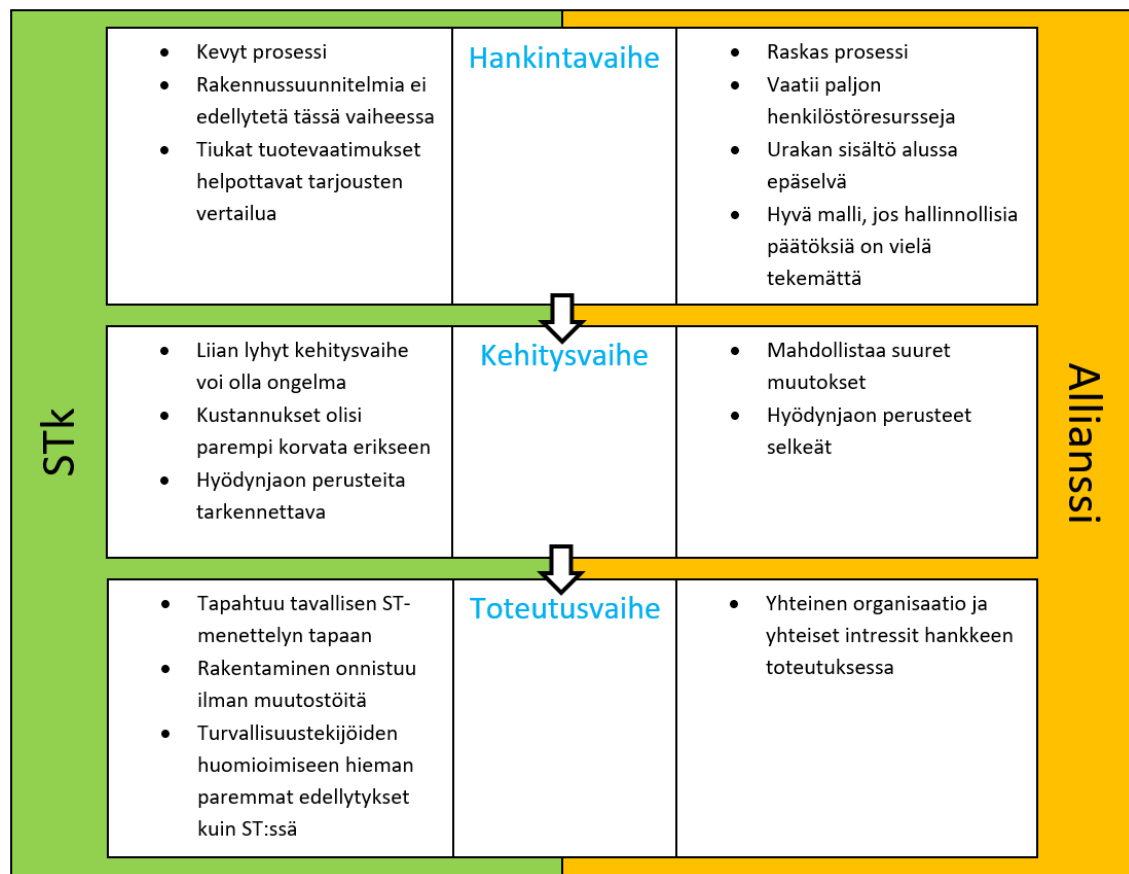 STk
Allianssi
Hankintavaihe
• Kevyt prosessi
• Rakennussuunnitelmia ei
edellytetä tässä vaiheessa
• Tiukat tuotevaatimukset
helpottavat tarjousten
vertailua
• Raskas prosessi
• Vaatii paljon
henkilöstöresursseja
• Urakan sisältö alussa
epäselvä
• Hyvä malli, jos hallinnollisia
päätöksiä on vielä
tekemättä
Kehitysvaihe
• Liian lyhyt kehitysvaihe
voi olla ongelma
• Kustannukset olisi
parempi korvata erikseen
• Hyödynjaon perusteita
tarkennettava
• Mahdollistaa suuret
muutokset
• Hyödynjaon perusteet
selkeät
Toteutusvaihe
• Tapahtuu tavallisen ST-
menettelyn tapaan
• Rakentaminen onnistuu
ilman muutostöitä
• Turvallisuustekijöiden
huomioimiseen hieman
paremmat edellytykset
kuin ST:ssä
• Yhteinen organisaatio ja
yhteiset intressit hankkeen
toteutuksessa